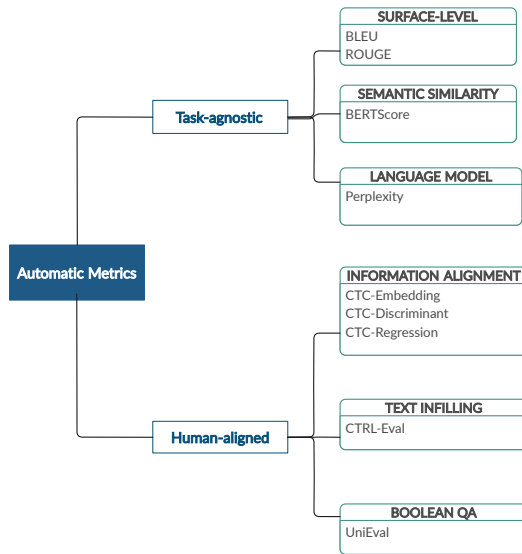 SURFACE-LEVEL
BLEU
ROUGE
SEMANTIC SIMILARITY
BERTScore
Task-agnostic
LANGUAGE MODEL
Perplexity
Automatic Metrics
INFORMATION ALIGNMENT
CTC-Embedding
CTC-Discriminant
CTC-Regression
TEXT INFILLING
CTRL-Eval
Human-aligned
BOOLEAN QA
UniEval